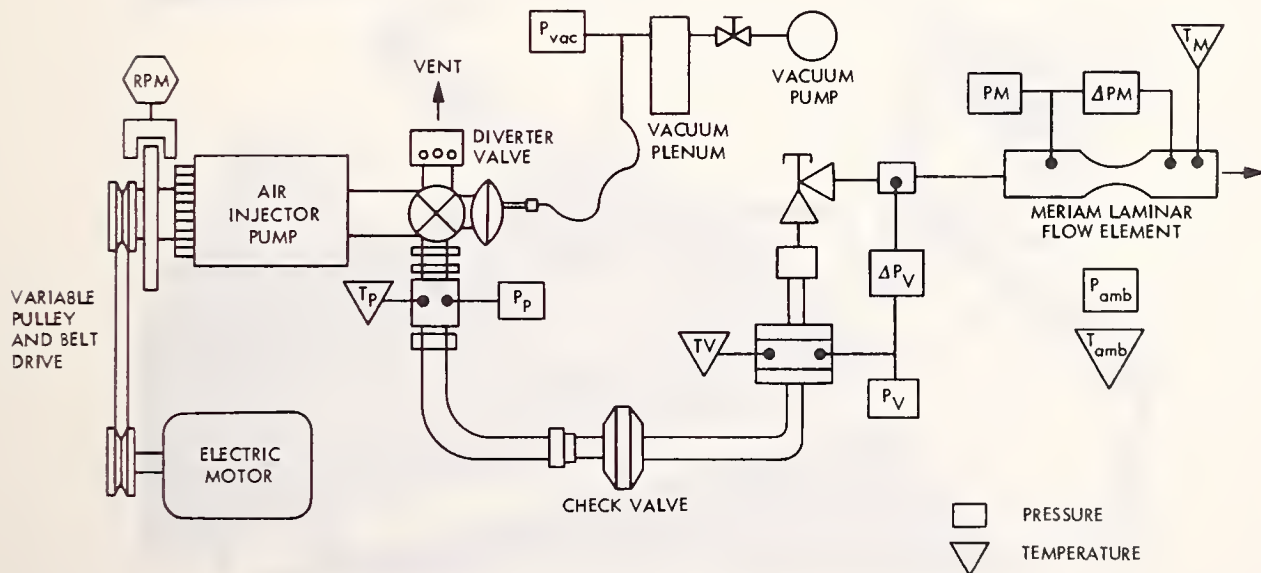 P vac
VACUUM
PUMP
T M
RPM
VENT
PM
ΔPM
DIVERTER
VALVE
VACUUM
PLENUM
AIR
INJECTOR
PUMP
MERIAM LAMINAR
FLOW ELEMENT
ΔP V
P amb
T P
P P
VARIABLE
PULLEY
AND BELT
DRIVE
TV
T amb
P V
ELECTRIC
MOTOR
CHECK VALVE
PRESSURE
TEMPERATURE